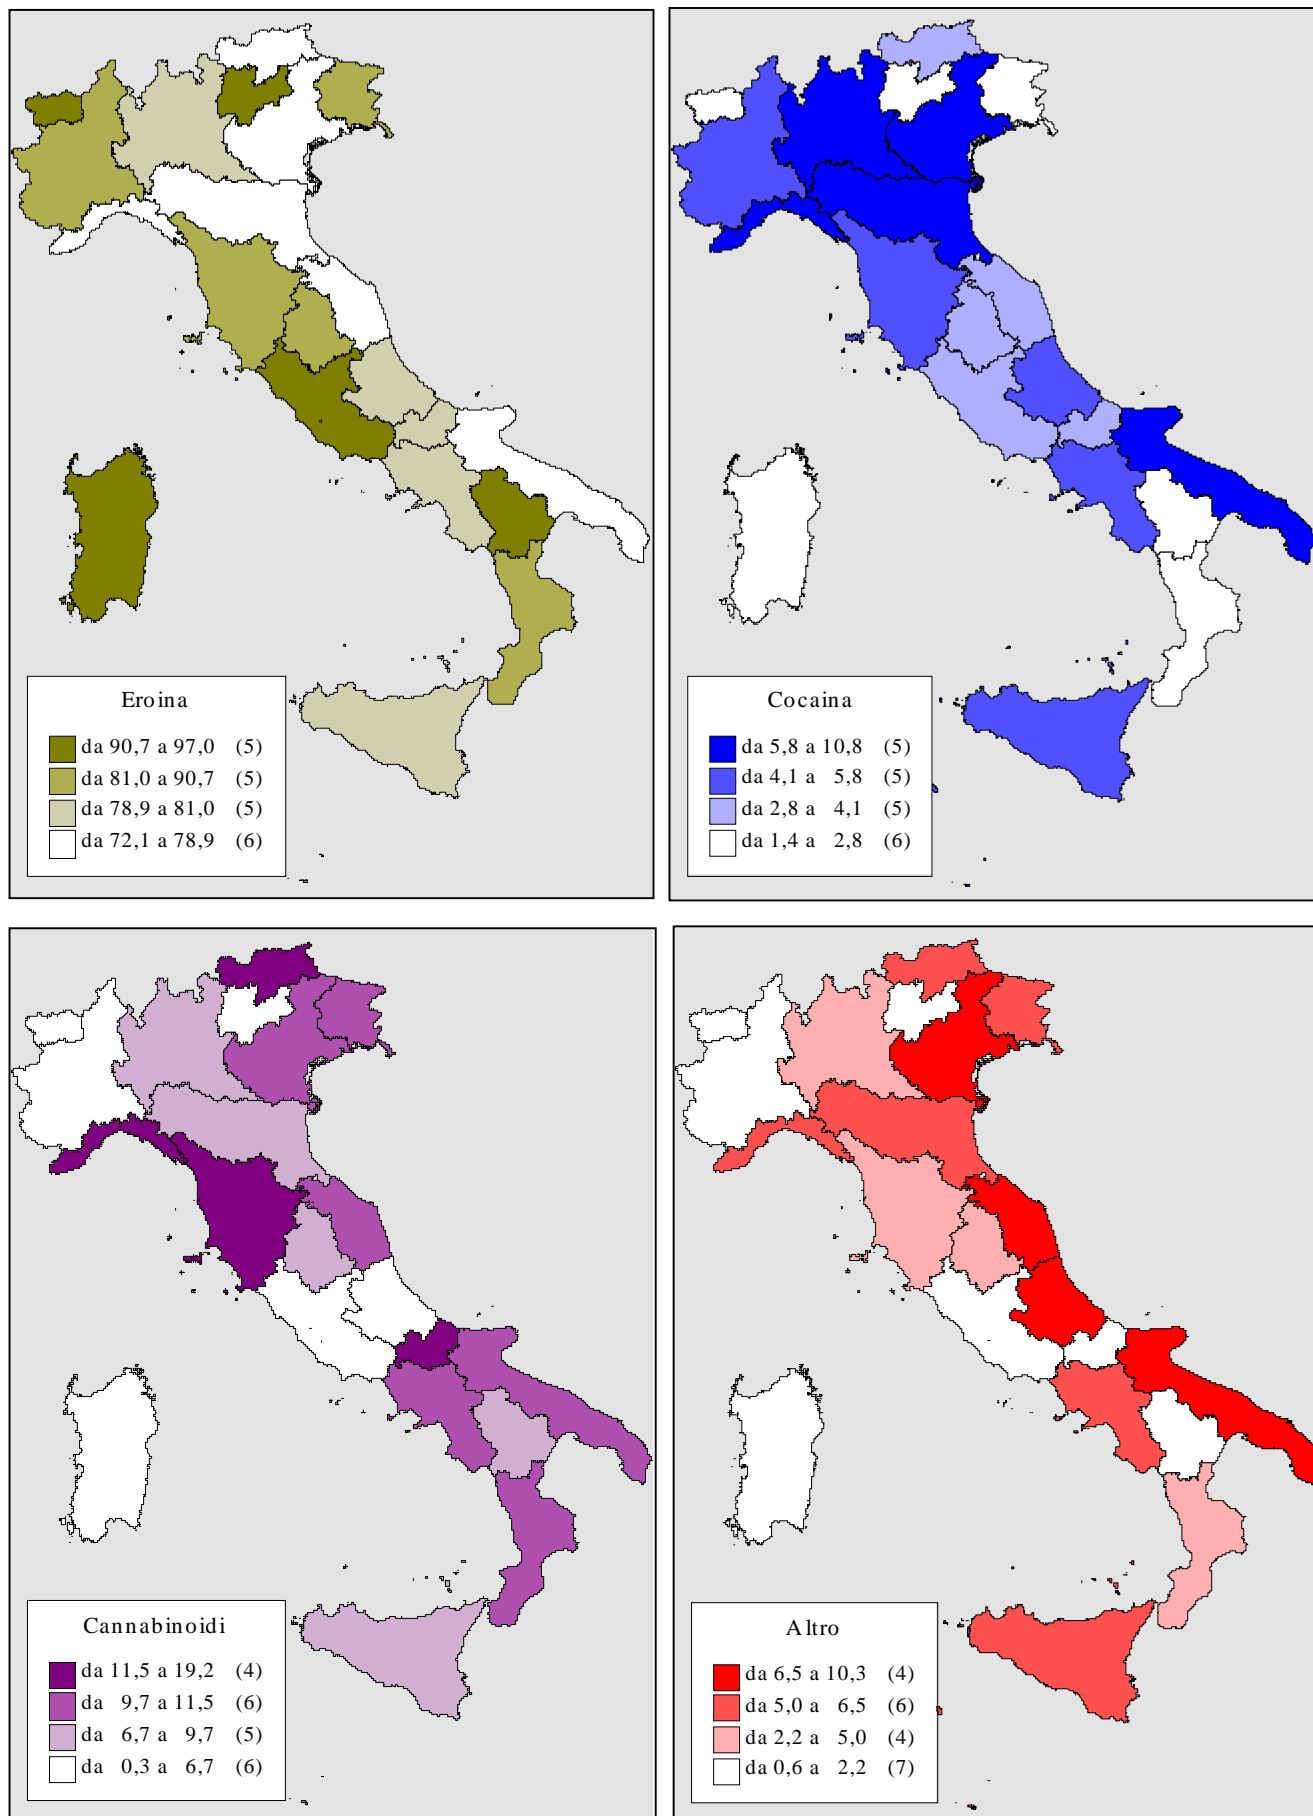 Eroina
da 90,7 a 97,0 (5)
da 81,0 a 90,7 (5)
da 78,9 a 81,0 (5)
da 72,1 a 78,9 (6)
Cocaina
da 5,8 a 10,8 (5)
da 4,1 a 5,8 (5)
da 2,8 a 4,1 (5)
da 1,4 a 2,8 (6)
Cannabinoidi
da 11,5 a 19,2 (4)
da 9,7 a 11,5 (6)
da 6,7 a 9,7 (5)
da 0,3 a 6,7 (6)
Altro
da 6,5 a 10,3 (4)
da 5,0 a 6,5 (6)
da 2,2 a 5,0 (4)
da 0,6 a 2,2 (7)